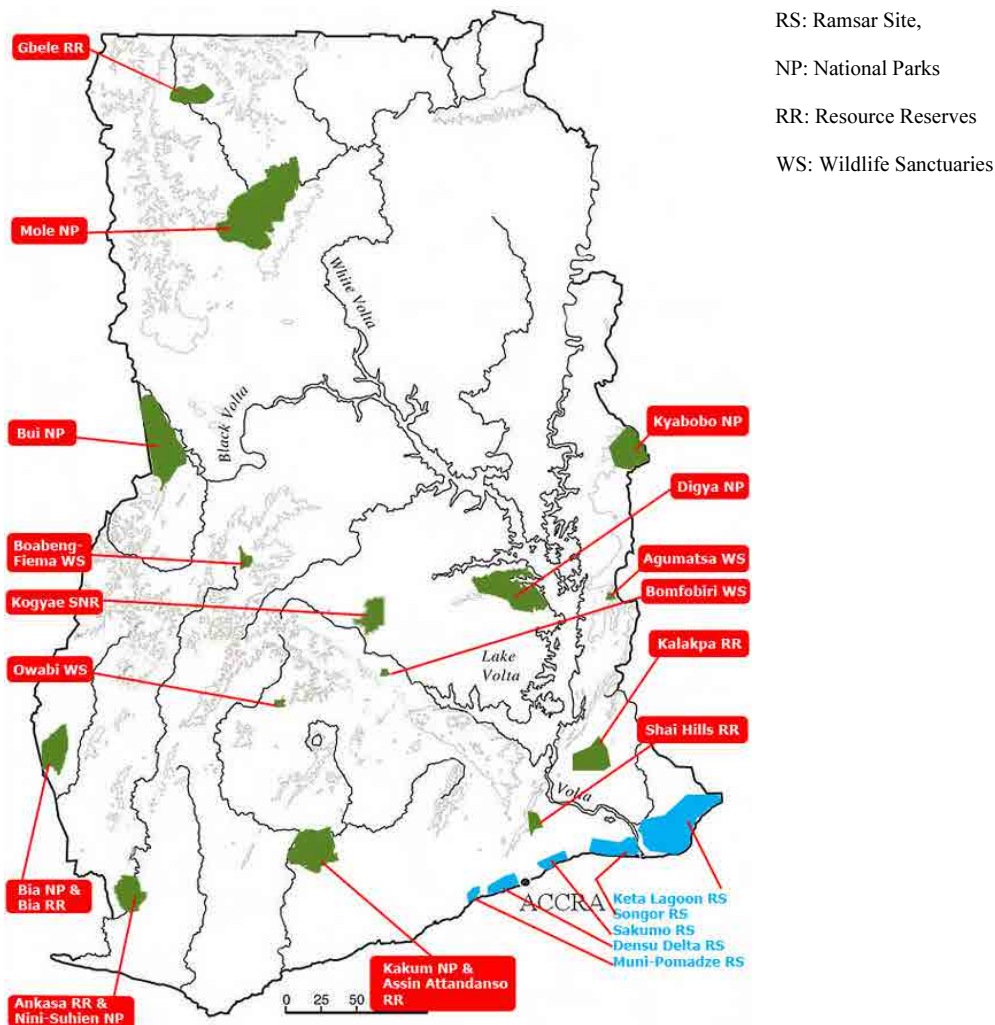 RS: Ramsar Site,
NP: National Parks
RR: Resource Reserves
WS: Wildlife Sanctuaries
Gbele RR
Mole NP
White Volta
Black Volta
Bui NP
Kyabobo NP
Digya NP
Boabeng-
Fiema WS
Agumatsa WS
Bomfobiri WS
Kogyae SNR
Kalakpa RR
Lake
Volta
Owabi WS
Shai Hills RR
Volta
Bia NP &
Bia RR
ACCRA
Keta Lagoon RS
Songor RS
Sakumo RS
Densu Delta RS
Muni-Pomadze RS
Kakum NP &
Assin Attandanso
RR
Ankasa RR &
Nini-Suhien NP
0 25 50